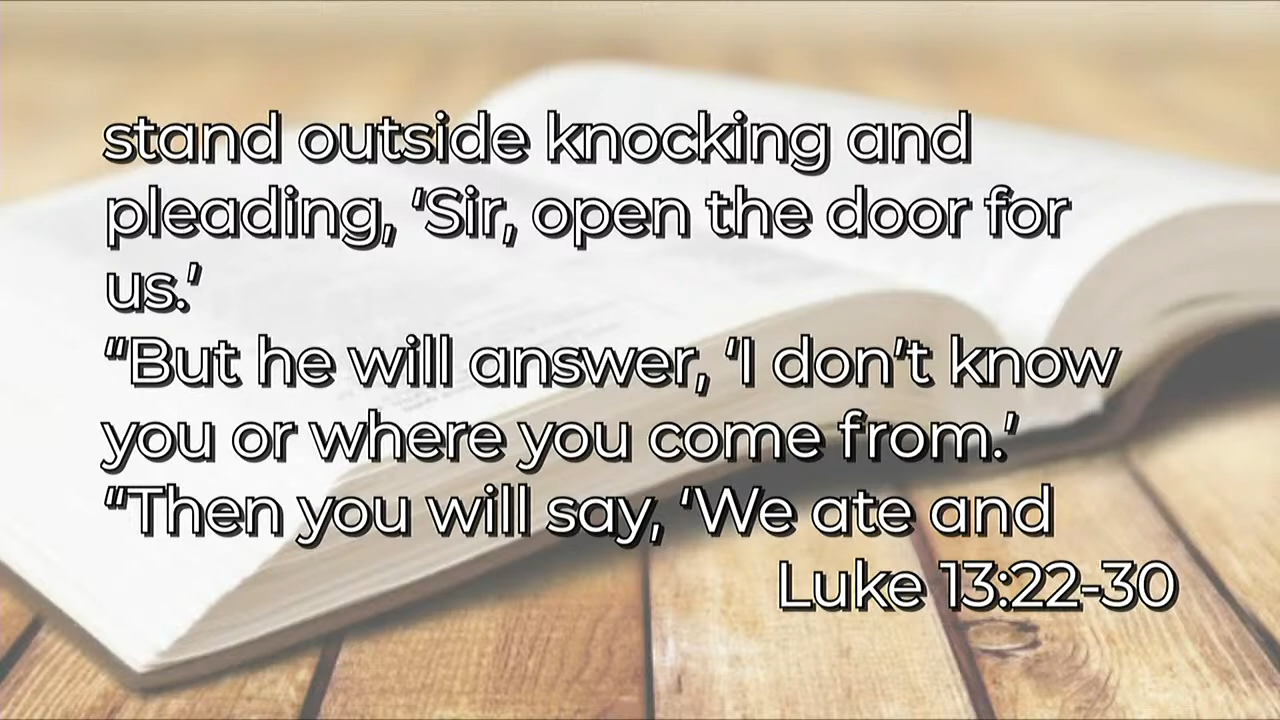 stand outside knocking and
pleading, ‘Sir, open the door for
us.’
“But he will answer, ‘I don’t know
you or where you come from.’
“Then you will say, ‘We ate and
Luke 13:22-30